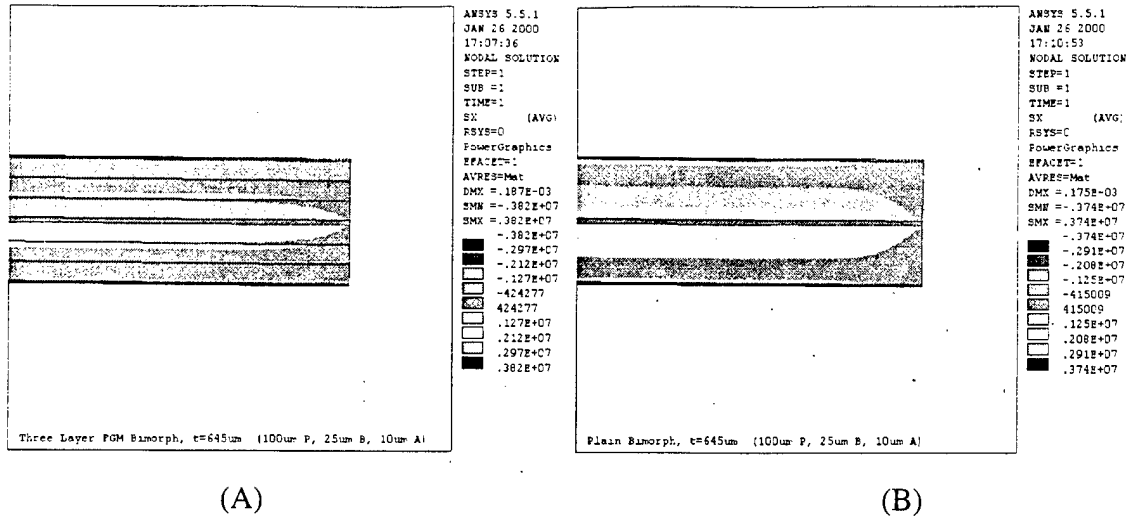 ANSYS 5.5.1
JAN 26 2000
17:07:36
NODAL SOLUTION
STEP=1
SUB =1
TIME=1
SX (AVG)
RSYS=0
PowerGraphics
EFACET=1
AVRES=Mat
DMX =.187E-03
SMN =-.382E+07
SMX =.382E+07
-.382E+07
-.297E+07
-.212E+07
-.127E+07
-424277
424277
.127E+07
.212E+07
.297E+07
.382E+07
Three Layer FGM Bimorph, t=645um (100um P, 25um B, 10um A)
(A)
ANSYS 5.5.1
JAN 26 2000
17:10:53
NODAL SOLUTION
STEP=1
SUB =1
TIME=1
SX (AVG)
RSYS=0
PowerGraphics
EFACET=1
AVRES=Mat
DMX =.175E-03
SMN =-.374E+07
SMX =.374E+07
-.374E+07
-.291E+07
-.208E+07
-.125E+07
-415009
415009
.125E+07
.208E+07
.291E+07
.374E+07
Plain Bimorph, t=645um (100um P, 25um B, 10um A)
(B)